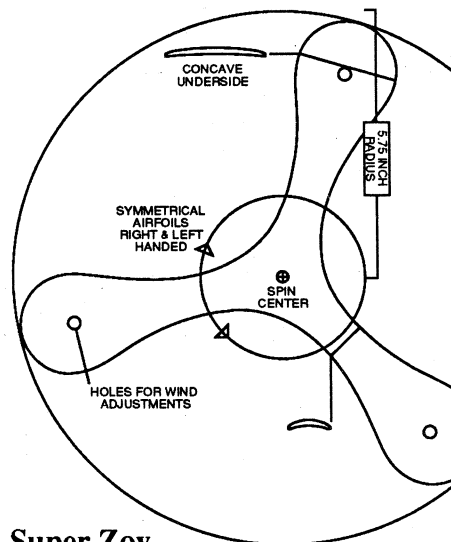 CONCAVE
UNDERSIDE
5.75 INCH
RADIUS
SYMMETRICAL
AIRFOILS
RIGHT & LEFT
HANDED
SPIN
CENTER
HOLES FOR WIND
ADJUSTMENTS
Super Zoy